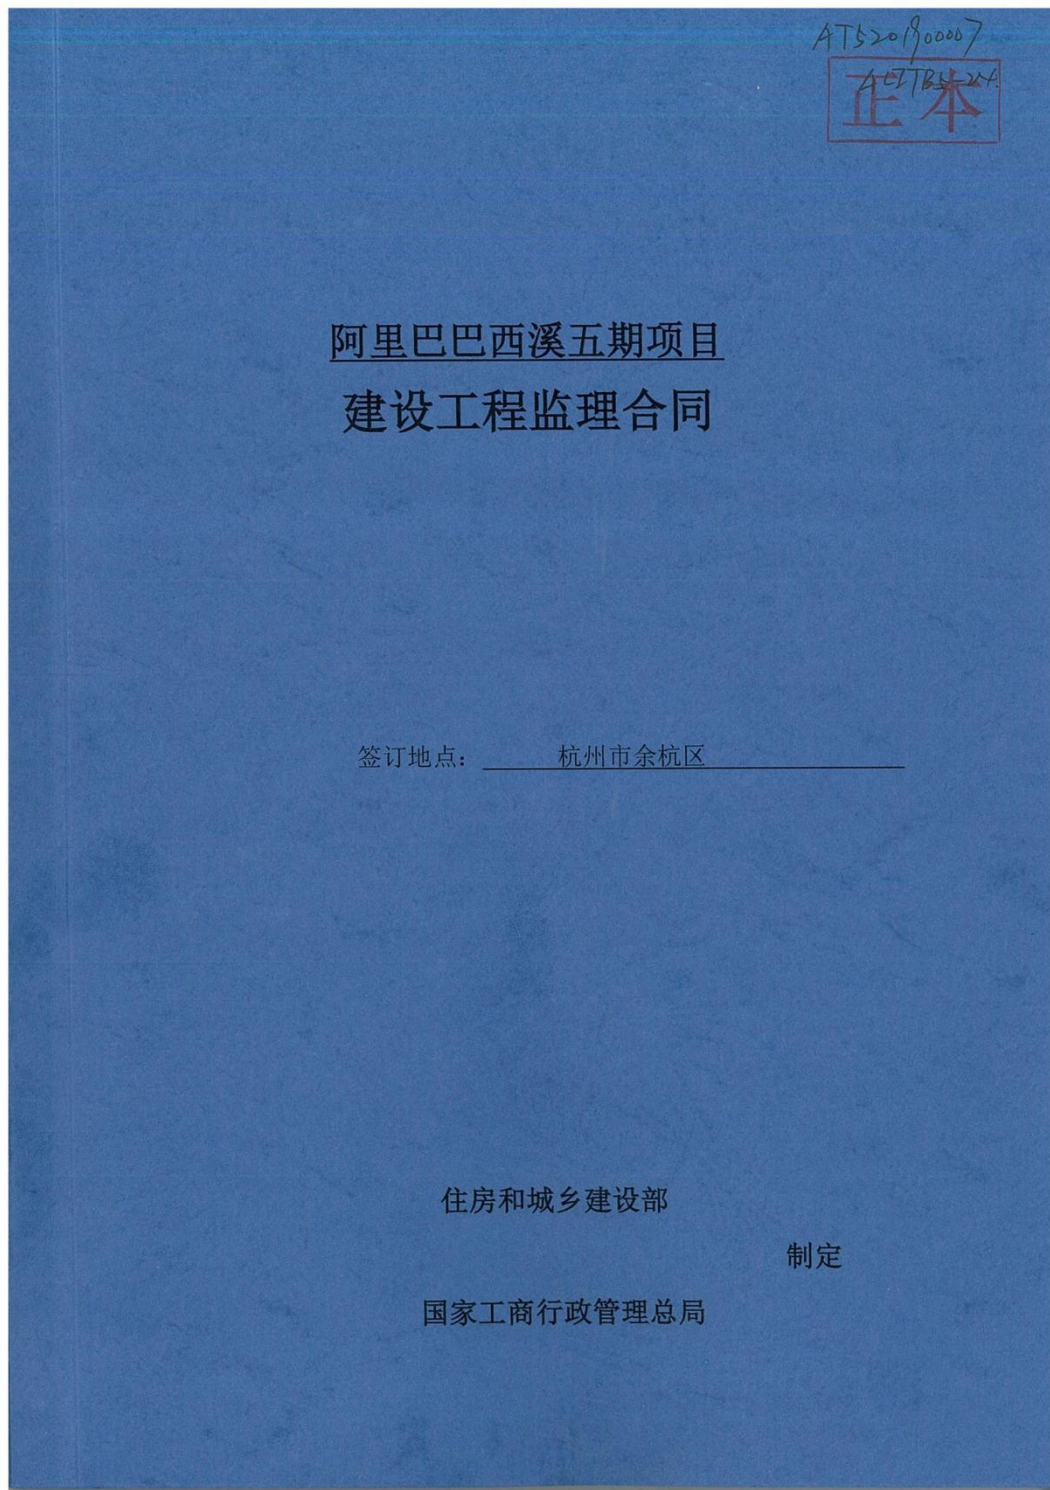 AT5201900007
正本
阿里巴巴西溪五期项目
建设工程监理合同
签订地点: 杭州市余杭区
住房和城乡建设部
制定
国家工商行政管理总局